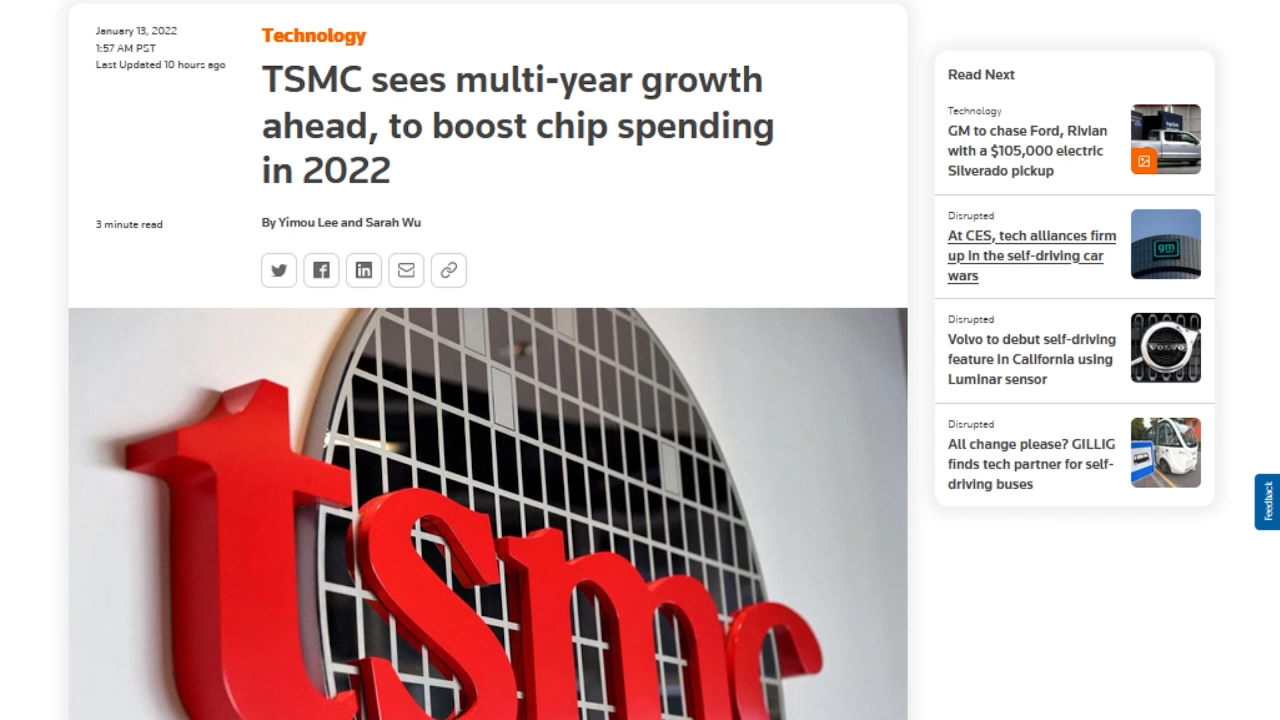 January 13, 2022
1:57 AM PST
Last Updated 10 hours ago
Technology
TSMC sees multi-year growth
ahead, to boost chip spending
in 2022
3 minute read
By Yimou Lee and Sarah Wu
tsmc
Read Next
Technology
GM to chase Ford, Rivian
with a $105,000 electric
Silverado pickup
Disrupted
At CES, tech alliances firm
up in the self-driving car
wars
gm
Disrupted
Volvo to debut self-driving
feature in California using
Luminar sensor
VOLVO
Disrupted
All change please? GILLIG
finds tech partner for self-
driving buses
Feedback